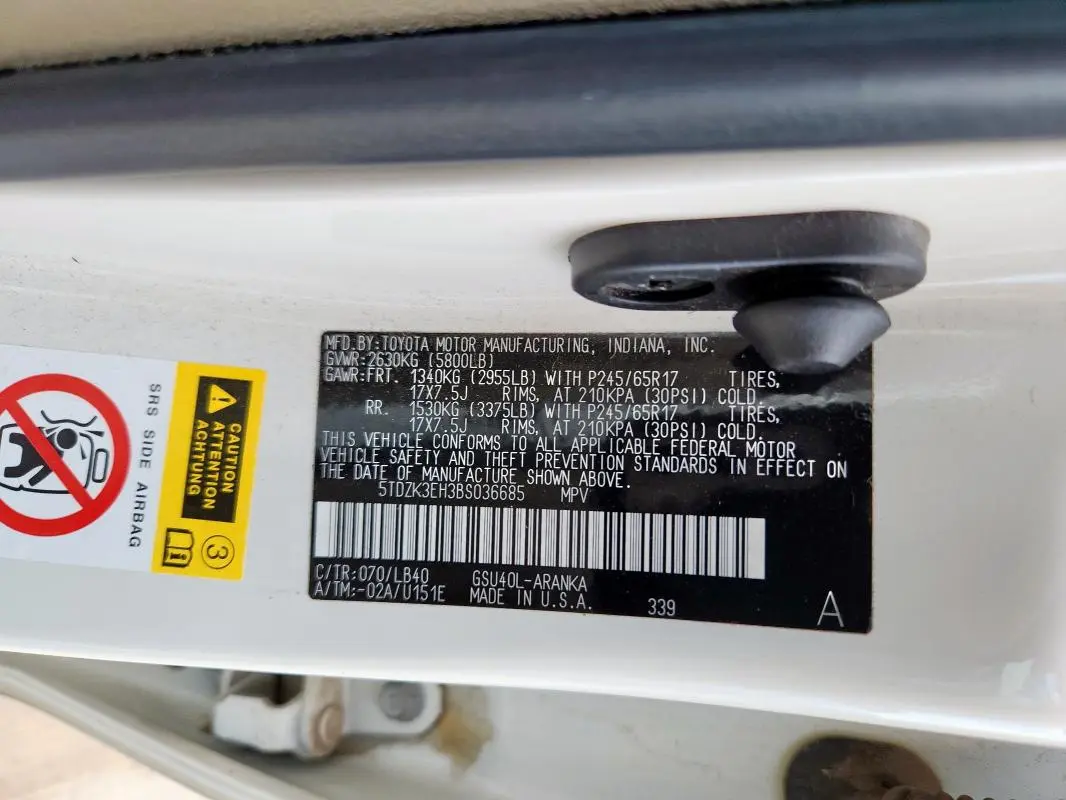 MFD.BY:TOYOTA MOTOR MANUFACTURING, INDIANA, INC.
GVWR:2630KG (5800LB)
GAWR:FRT. 1340KG (2955LB) WITH P245/65R17 TIRES,
17X7.5J RIMS, AT 210KPA (30PSI) COLD.
RR. 1530KG (3375LB) WITH P245/65R17 TIRES,
17X7.5J RIMS, AT 210KPA (30PSI) COLD.
THIS VEHICLE CONFORMS TO ALL APPLICABLE FEDERAL MOTOR
VEHICLE SAFETY AND THEFT PREVENTION STANDARDS IN EFFECT ON
THE DATE OF MANUFACTURE SHOWN ABOVE.
5TDZK3EH3BS036685 MPV
C/TR:070/LB40 GSU40L-ARANKA
A/TM:-02A/U151E MADE IN U.S.A. 339 A
CAUTION
ATTENTION
ACHTUNG
3
SRS SIDE AIRBAG